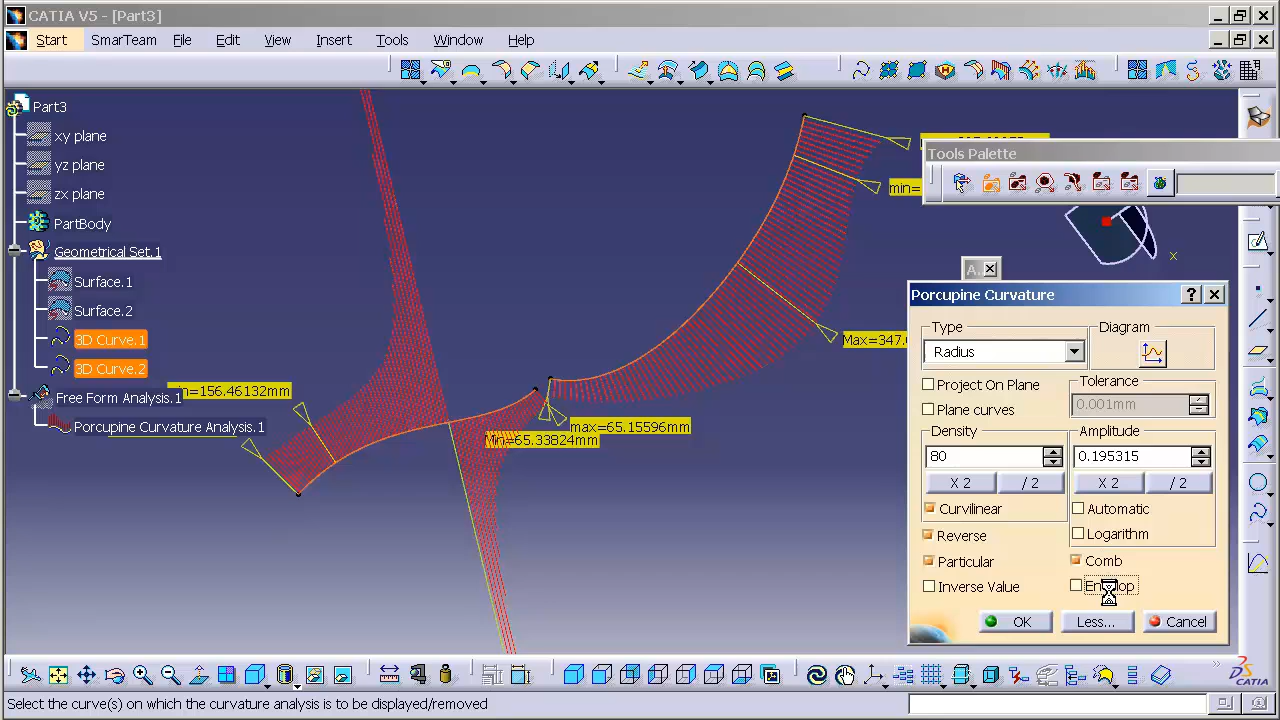 CATIA V5 - [Part3]
Start SmarTeam File Edit View Insert Tools Window Help
Part3
xy plane
yz plane
zx plane
PartBody
Geometrical Set.1
Surface.1
Surface.2
3D Curve.1
3D Curve.2
Free Form Analysis.1
Porcupine Curvature Analysis.1
=156.46132mm
max=65.15596mm
Min=65.33824mm
min=
Max=347.
x
Tools Palette
A.
Porcupine Curvature
Type
Radius
Diagram
Project On Plane
Plane curves
Tolerance
0.001mm
Density
80
X 2 / 2
Amplitude
0.195315
X 2 / 2
Curvilinear
Automatic
Reverse
Logarithm
Particular
Comb
Inverse Value
OK Less... Cancel
CATIA
Select the curve(s) on which the curvature analysis is to be displayed/removed